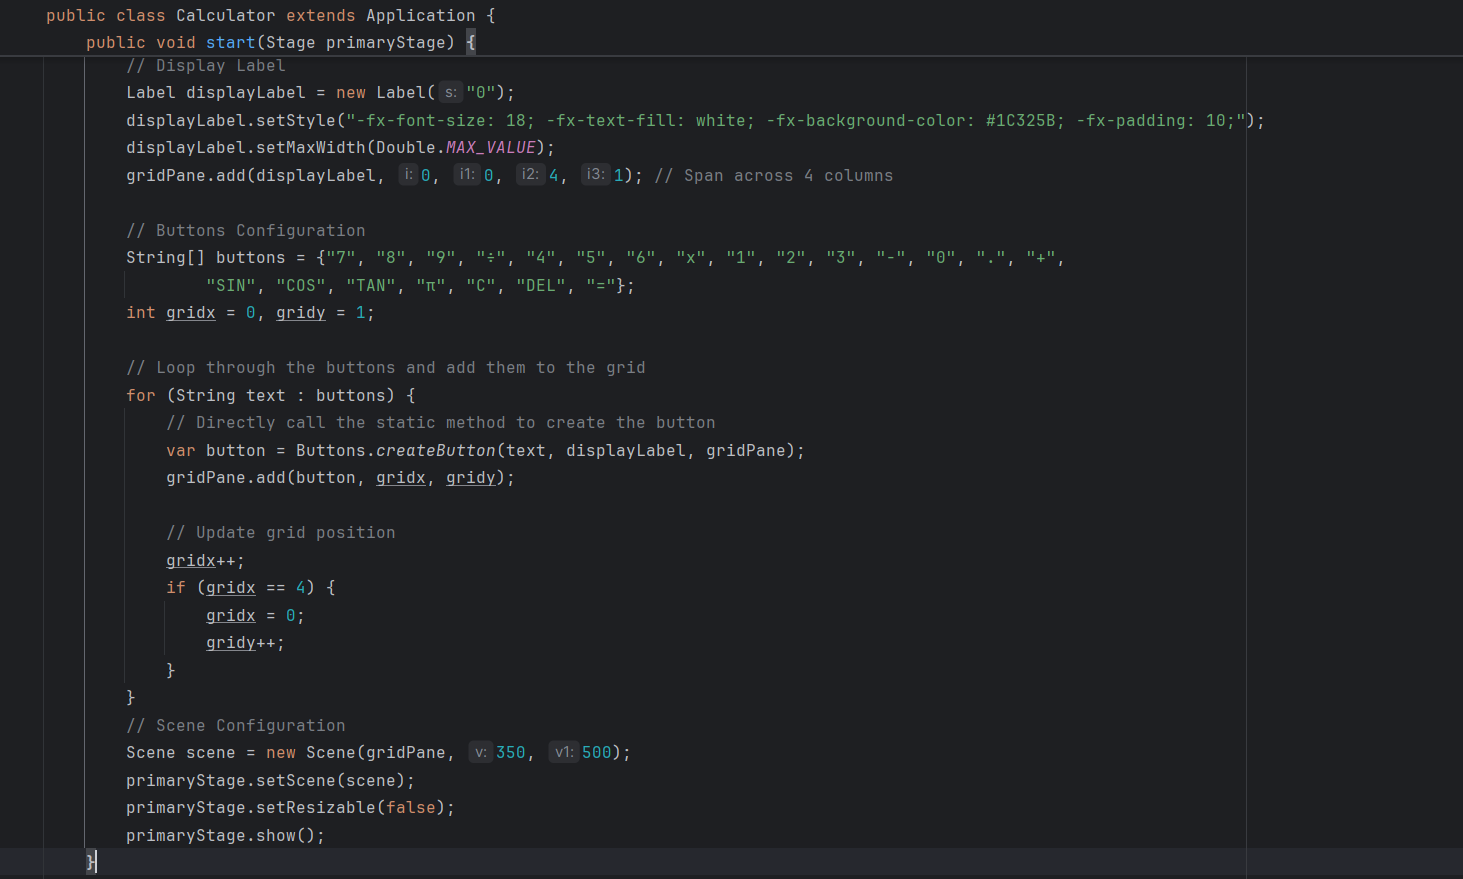 public class Calculator extends Application {
    public void start(Stage primaryStage) {
        // Display Label
        Label displayLabel = new Label( s: "0");
        displayLabel.setStyle("-fx-font-size: 18; -fx-text-fill: white; -fx-background-color: #1C325B; -fx-padding: 10;");
        displayLabel.setMaxWidth(Double.MAX_VALUE);
        gridPane.add(displayLabel, i: 0, i1: 0, i2: 4, i3: 1); // Span across 4 columns
        // Buttons Configuration
        String[] buttons = {"7", "8", "9", "÷", "4", "5", "6", "x", "1", "2", "3", "-", "0", ".", "+",
                "SIN", "COS", "TAN", "π", "C", "DEL", "="};
        int gridx = 0, gridy = 1;
        // Loop through the buttons and add them to the grid
        for (String text : buttons) {
            // Directly call the static method to create the button
            var button = Buttons.createButton(text, displayLabel, gridPane);
            gridPane.add(button, gridx, gridy);
            // Update grid position
            gridx++;
            if (gridx == 4) {
                gridx = 0;
                gridy++;
            }
        }
        // Scene Configuration
        Scene scene = new Scene(gridPane, v: 350, v1: 500);
        primaryStage.setScene(scene);
        primaryStage.setResizable(false);
        primaryStage.show();
    }